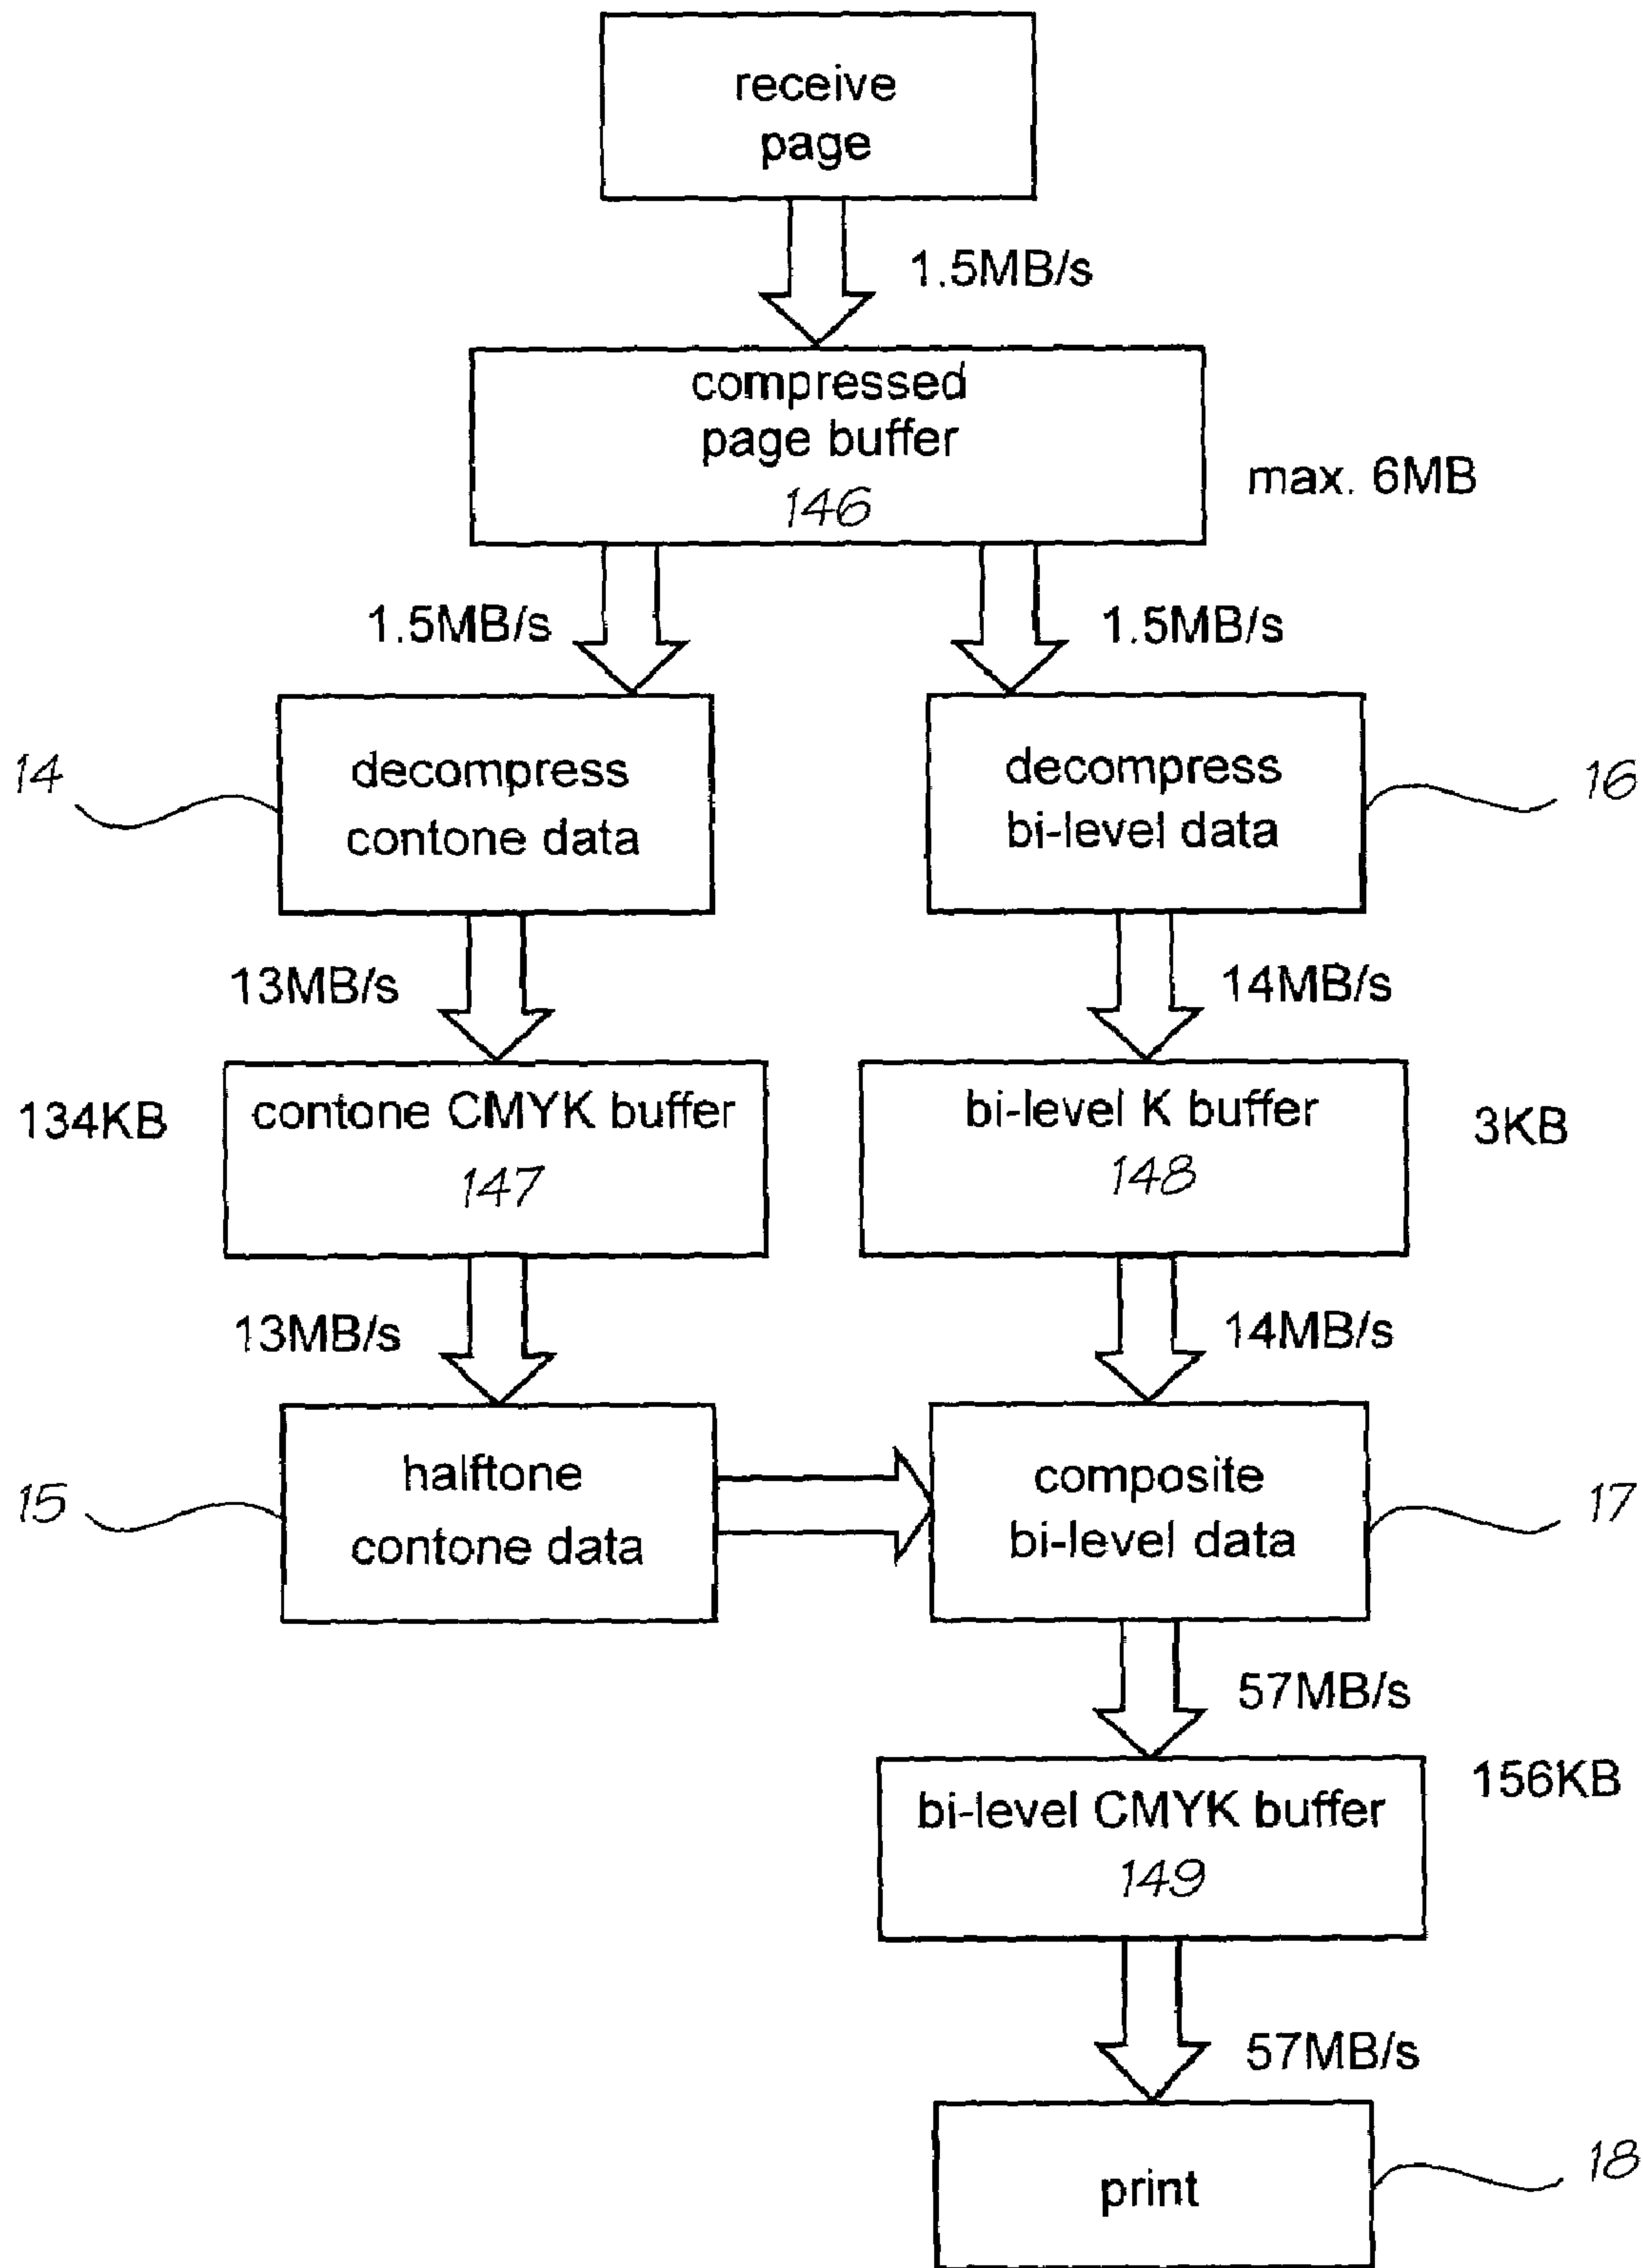 receive
page
1.5MB/s
compressed
page buffer
146
max. 6MB
1.5MB/s
1.5MB/s
14
decompress
contone data
decompress
bi-level data
16
13MB/s
14MB/s
134KB
contone CMYK buffer
147
bi-level K buffer
148
3KB
13MB/s
14MB/s
15
halftone
contone data
composite
bi-level data
17
57MB/s
bi-level CMYK buffer
149
156KB
57MB/s
print
18